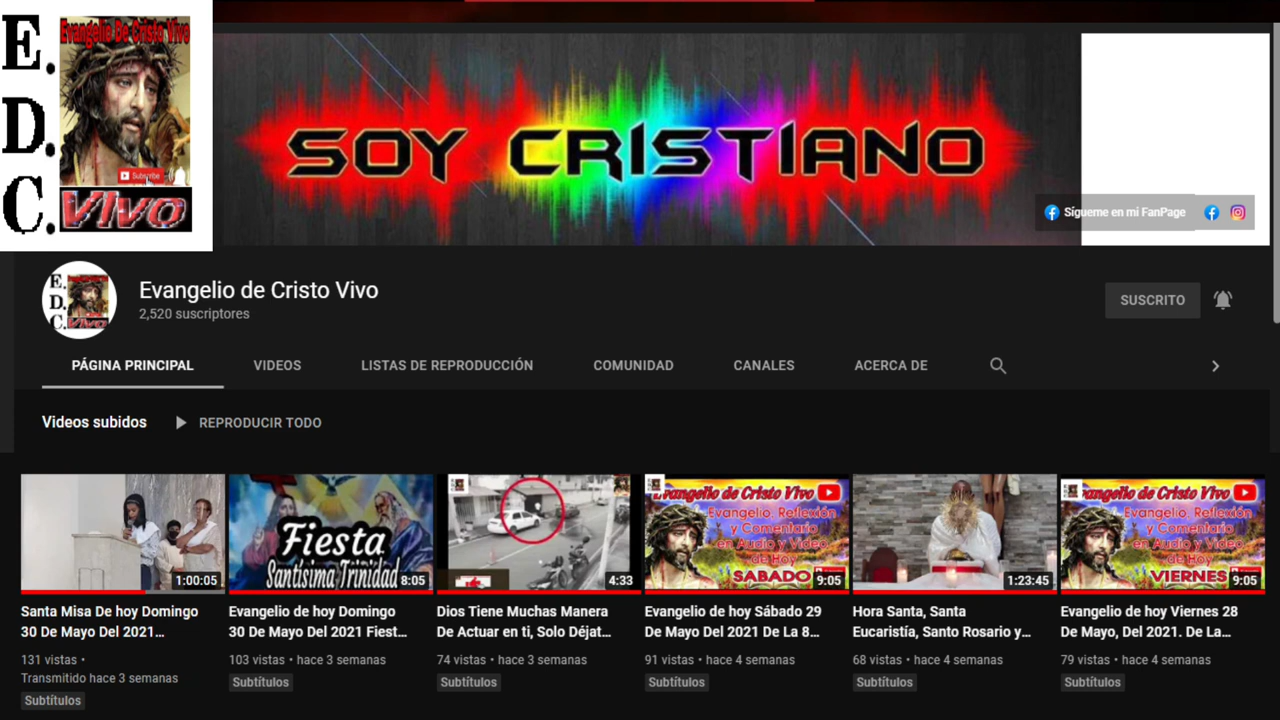 E.
D.
C.
Evangelio De Cristo Vivo
Subscribe
Vivo
SOY CRISTIANO
Sígueme en mi FanPage
Evangelio de Cristo Vivo
2,520 suscriptores
SUSCRITO
PÁGINA PRINCIPAL VIDEOS LISTAS DE REPRODUCCIÓN COMUNIDAD CANALES ACERCA DE
Videos subidos REPRODUCIR TODO
1:00:05
Santa Misa De hoy Domingo
30 De Mayo Del 2021...
131 vistas •
Transmitido hace 3 semanas
Subtítulos
Fiesta
Santísima Trinidad
8:05
Evangelio de hoy Domingo
30 De Mayo Del 2021 Fiest...
103 vistas • hace 3 semanas
Subtítulos
4:33
Dios Tiene Muchas Manera
De Actuar en ti, Solo Déjat...
74 vistas • hace 3 semanas
Subtítulos
Evangelio de Cristo Vivo
Evangelio, Reflexión
y Comentario
en Audio y Video
de Hoy
SABADO
9:05
Evangelio de hoy Sábado 29
De Mayo Del 2021 De La 8...
91 vistas • hace 4 semanas
Subtítulos
1:23:45
Hora Santa, Santa
Eucaristía, Santo Rosario y...
68 vistas • hace 4 semanas
Subtítulos
Evangelio de Cristo Vivo
Evangelio, Reflexión
y Comentario
en Audio y Video
de Hoy
VIERNES
9:05
Evangelio de hoy Viernes 28
De Mayo, Del 2021. De La...
79 vistas • hace 4 semanas
Subtítulos